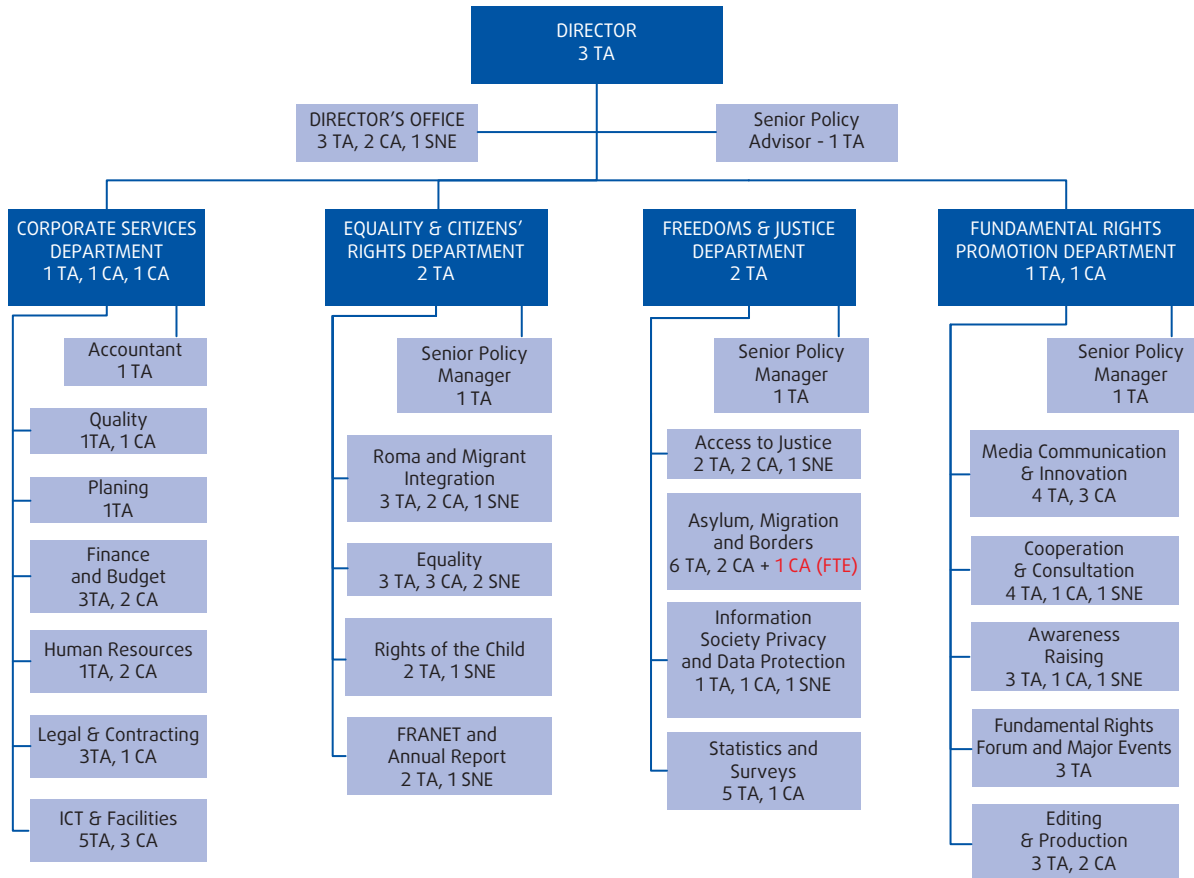 DIRECTOR
3 TA
DIRECTOR’S OFFICE
3 TA, 2 CA, 1 SNE
Senior Policy
Advisor - 1 TA
CORPORATE SERVICES
DEPARTMENT
1 TA, 1 CA, 1 CA
Accountant
1 TA
Quality
1TA, 1 CA
Planing
1TA
Finance
and Budget
3TA, 2 CA
Human Resources
1TA, 2 CA
Legal & Contracting
3TA, 1 CA
ICT & Facilities
5TA, 3 CA
EQUALITY & CITIZENS’
RIGHTS DEPARTMENT
2 TA
Senior Policy
Manager
1 TA
Roma and Migrant
Integration
3 TA, 2 CA, 1 SNE
Equality
3 TA, 3 CA, 2 SNE
Rights of the Child
2 TA, 1 SNE
FRANET and
Annual Report
2 TA, 1 SNE
FREEDOMS & JUSTICE
DEPARTMENT
2 TA
Senior Policy
Manager
1 TA
Access to Justice
2 TA, 2 CA, 1 SNE
Asylum, Migration
and Borders
6 TA, 2 CA + 1 CA (FTE)
Information
Society Privacy
and Data Protection
1 TA, 1 CA, 1 SNE
Statistics and
Surveys
5 TA, 1 CA
FUNDAMENTAL RIGHTS
PROMOTION DEPARTMENT
1 TA, 1 CA
Senior Policy
Manager
1 TA
Media Communication
& Innovation
4 TA, 3 CA
Cooperation
& Consultation
4 TA, 1 CA, 1 SNE
Awareness
Raising
3 TA, 1 CA, 1 SNE
Fundamental Rights
Forum and Major Events
3 TA
Editing
& Production
3 TA, 2 CA